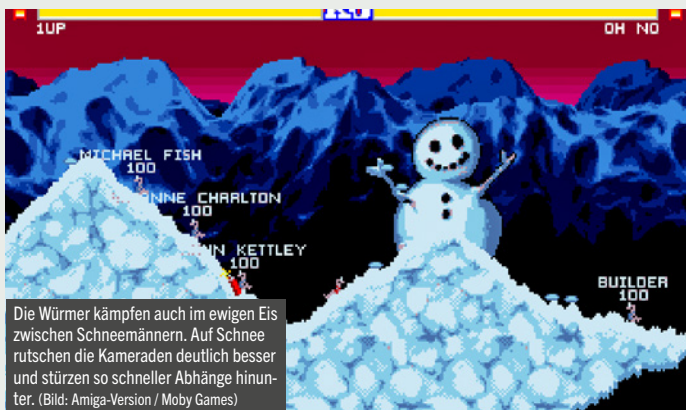 1UP
OH NO
MICHAEL FISH
100
NNE CHARLTON
100
NN KETTLEY
100
BUILDER
100
Die Würmer kämpfen auch im ewigen Eis
zwischen Schneemännern. Auf Schnee
rutschen die Kameraden deutlich besser
und stürzen so schneller Abhänge hinun-
ter. (Bild: Amiga-Version / Moby Games)